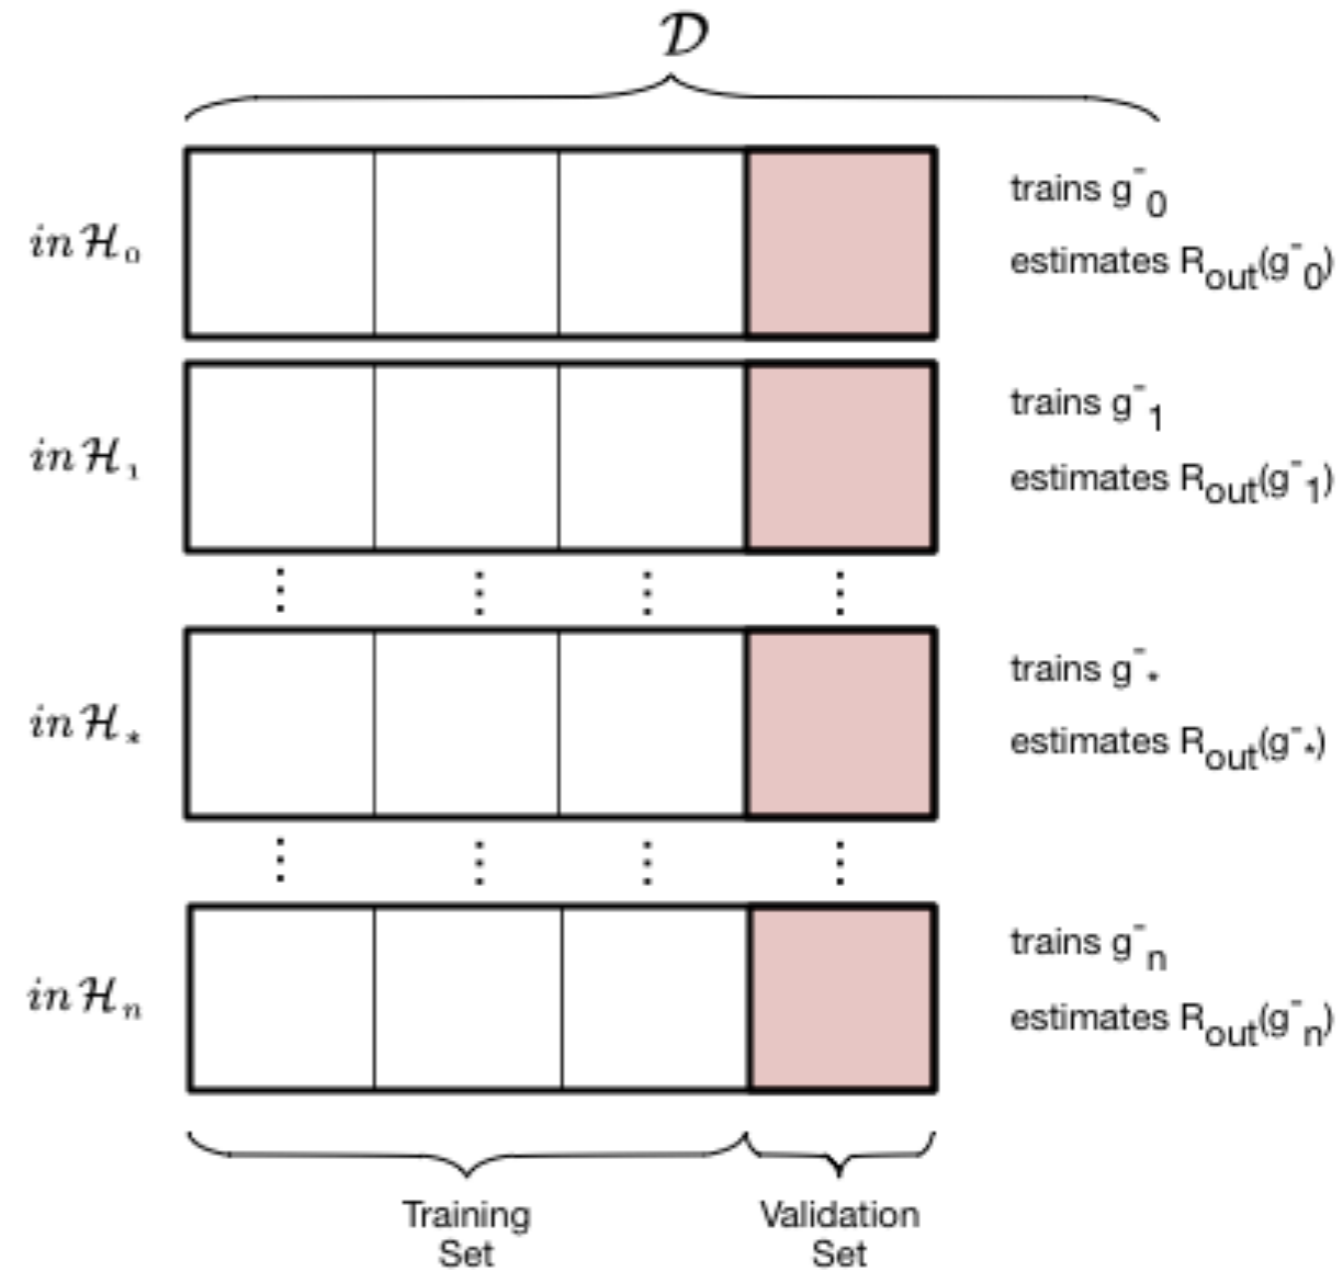 𝒟
in ℋ₀
trains g⁻₀
estimates R_out(g⁻₀)
in ℋ₁
trains g⁻₁
estimates R_out(g⁻₁)
in ℋ_*
trains g⁻_*
estimates R_out(g⁻_*)
in ℋₙ
trains g⁻ₙ
estimates R_out(g⁻ₙ)
Training
Set
Validation
Set